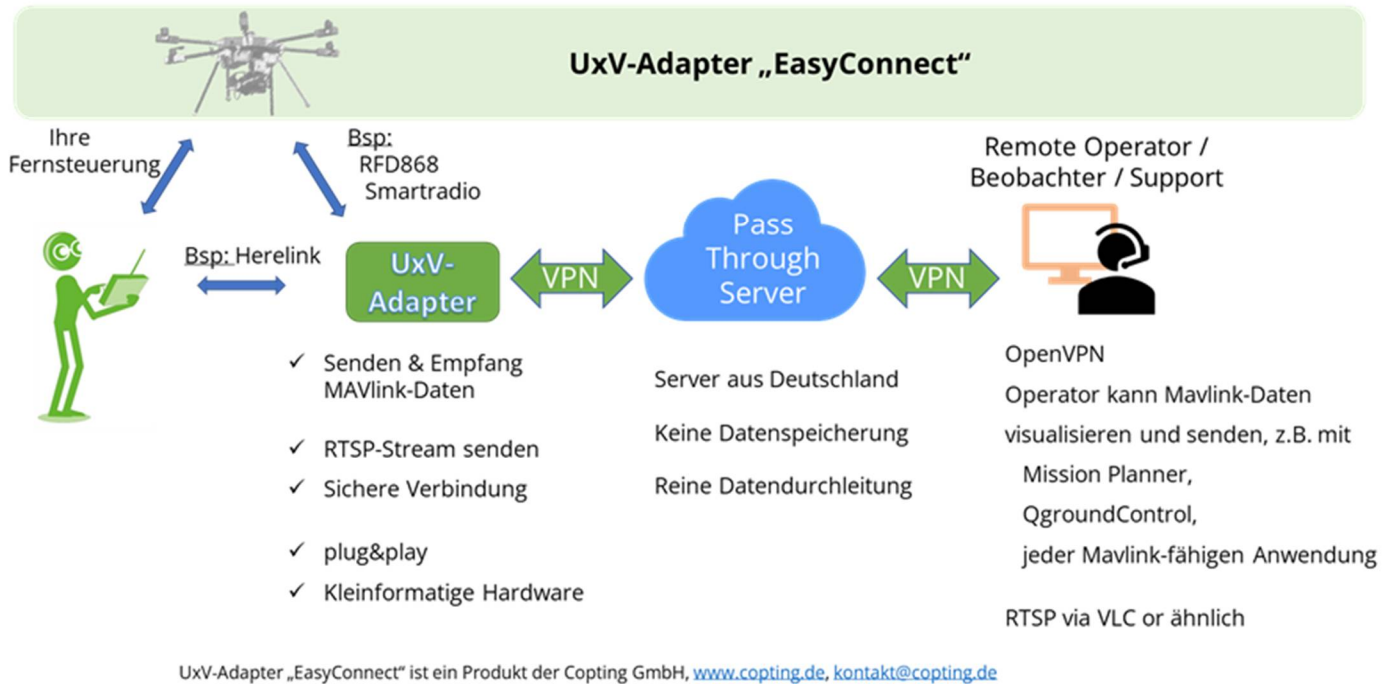 UxV-Adapter „EasyConnect“
Ihre
Fernsteuerung
Bsp:
RFD868
Smartradio
Remote Operator /
Beobachter / Support
Bsp: Herelink
UxV-
Adapter
VPN
Pass
Through
Server
VPN
✓ Senden & Empfang
MAVlink-Daten
✓ RTSP-Stream senden
✓ Sichere Verbindung
✓ plug&play
✓ Kleinformatige Hardware
Server aus Deutschland
Keine Datenspeicherung
Reine Datendurchleitung
OpenVPN
Operator kann Mavlink-Daten
visualisieren und senden, z.B. mit
Mission Planner,
QgroundControl,
jeder Mavlink-fähigen Anwendung
RTSP via VLC or ähnlich
UxV-Adapter „EasyConnect“ ist ein Produkt der Copting GmbH, www.copting.de, kontakt@copting.de